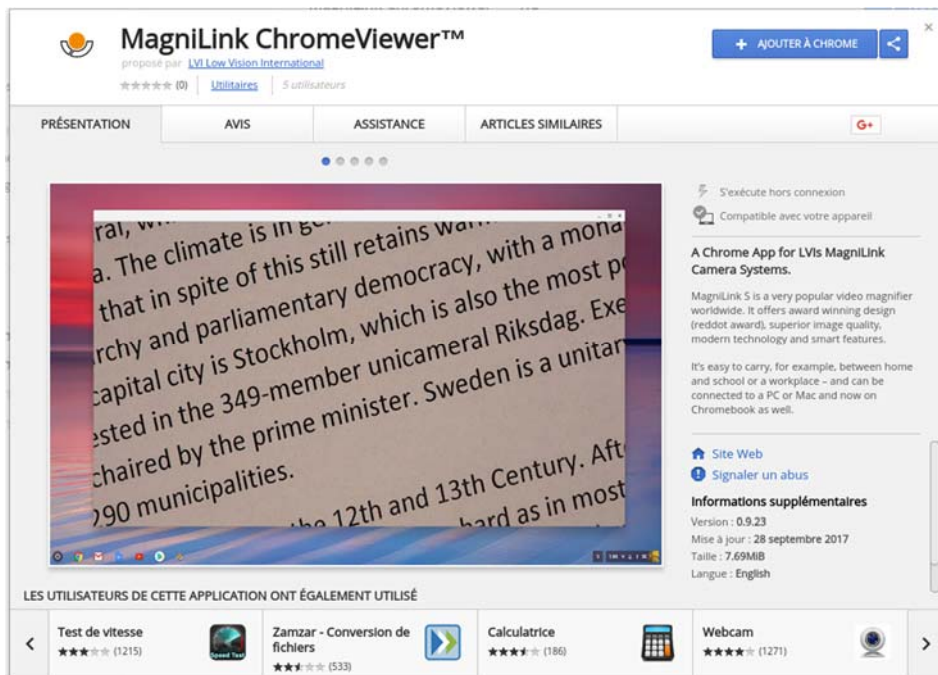 MagniLink ChromeViewer™
proposé par LVI Low Vision International
(0) Utilitaires 5 utilisateurs
AJOUTER À CHROME
PRÉSENTATION AVIS ASSISTANCE ARTICLES SIMILAIRES G+
a. The climate is in
that in spite of this still retains
rchy and parliamentary democracy, with a mona
capital city is Stockholm, which is also the most po
ested in the 349-member unicameral Riksdag. Exe
chaired by the prime minister. Sweden is a unitar
290 municipalities.
12th and 13th Century. Aft
hard as in most
S'exécute hors connexion
Compatible avec votre appareil
A Chrome App for LVIs MagniLink
Camera Systems.
MagniLink S is a very popular video magnifier
worldwide. It offers award winning design
(reddot award), superior image quality,
modern technology and smart features.
It's easy to carry, for example, between home
and school or a workplace – and can be
connected to a PC or Mac and now on
Chromebook as well.
Site Web
Signaler un abus
Informations supplémentaires
Version : 0.9.23
Mise à jour : 28 septembre 2017
Taille : 7.69MiB
Langue : English
LES UTILISATEURS DE CETTE APPLICATION ONT ÉGALEMENT UTILISÉ
Test de vitesse
(1215)
Speed Test
Zamzar - Conversion de
fichiers
(533)
Calculatrice
(186)
Webcam
(1271)